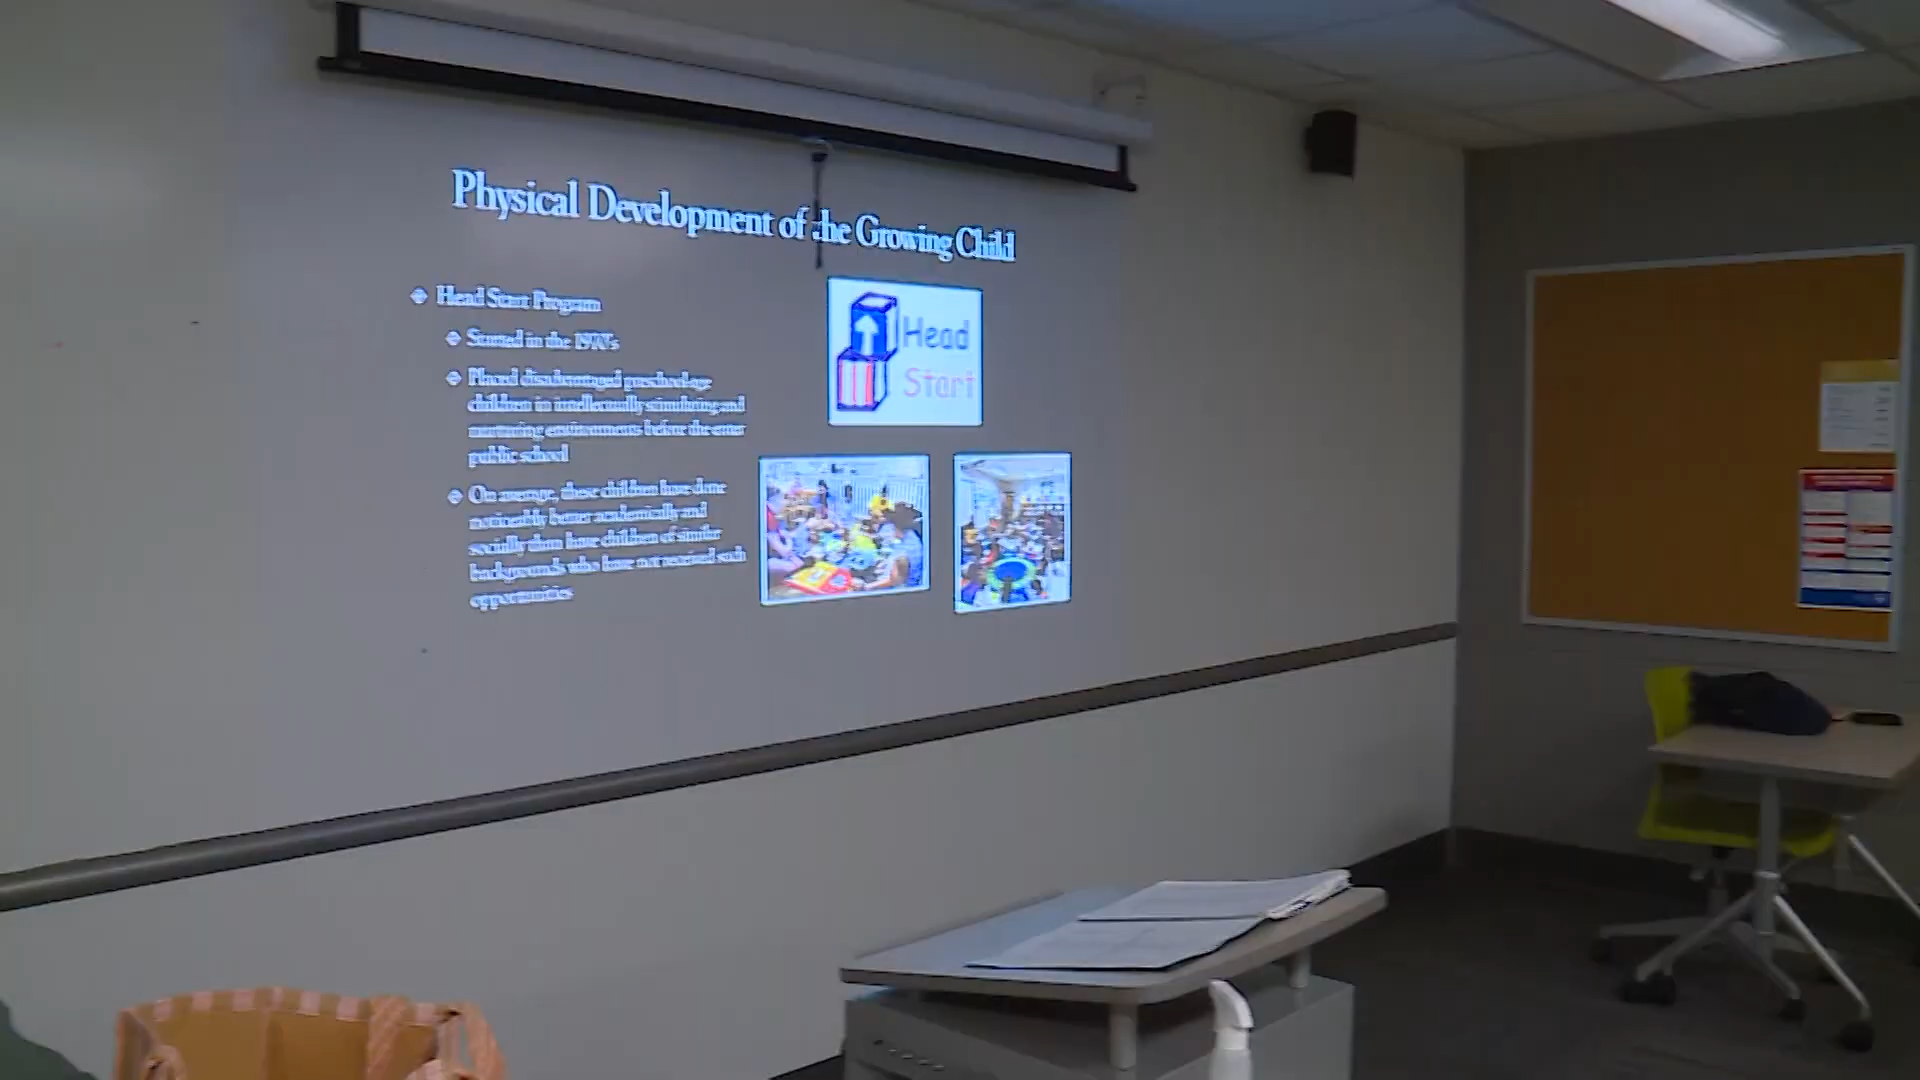 Physical Development of the Growing Child
Head Start Program
Started in the 1970's
Placed disadvantaged preschool age
children in intellectually stimulating and
nurturing environments before the enter
public school
On average, these children have done
noticeably better academically and
socially than have children of similar
backgrounds who have not received such
opportunities
Head
Start